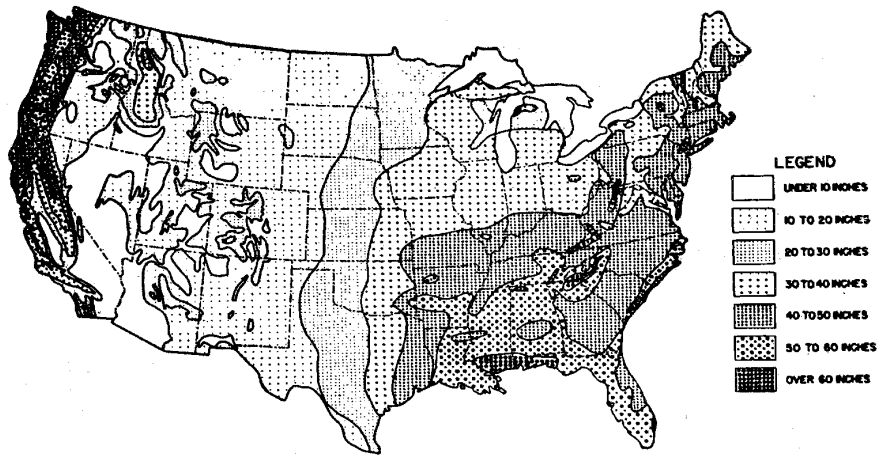 LEGEND
UNDER 10 INCHES
10 TO 20 INCHES
20 TO 30 INCHES
30 TO 40 INCHES
40 TO 50 INCHES
50 TO 60 INCHES
OVER 60 INCHES